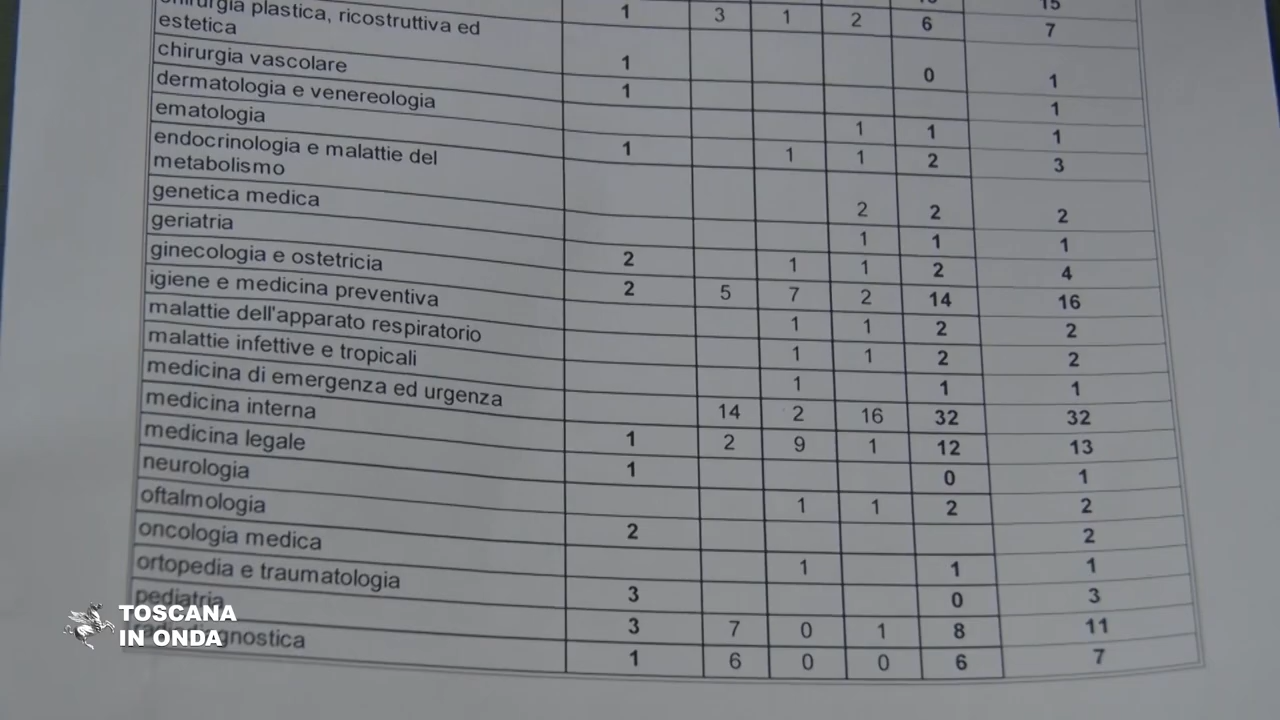 15
1 3 1 2 6 7
chirurgia plastica, ricostruttiva ed
estetica 1 0 1
chirurgia vascolare 1 1
dermatologia e venereologia 1 1 1
ematologia 1 1 1 2 3
endocrinologia e malattie del
metabolismo 2 2 2
genetica medica 1 1 1
geriatria 2 1 1 2 4
ginecologia e ostetricia 2 5 7 2 14 16
igiene e medicina preventiva 1 1 2 2
malattie dell'apparato respiratorio 1 1 2 2
malattie infettive e tropicali 1 1 1
medicina di emergenza ed urgenza 14 2 16 32 32
medicina interna 1 2 9 1 12 13
medicina legale 1 0 1
neurologia 1 1 2 2
oftalmologia 2 2
oncologia medica 1 1 1
ortopedia e traumatologia 3 0 3
pediatria 3 7 0 1 8 11
radiodiagnostica 1 6 0 0 6 7
TOSCANA
IN ONDA